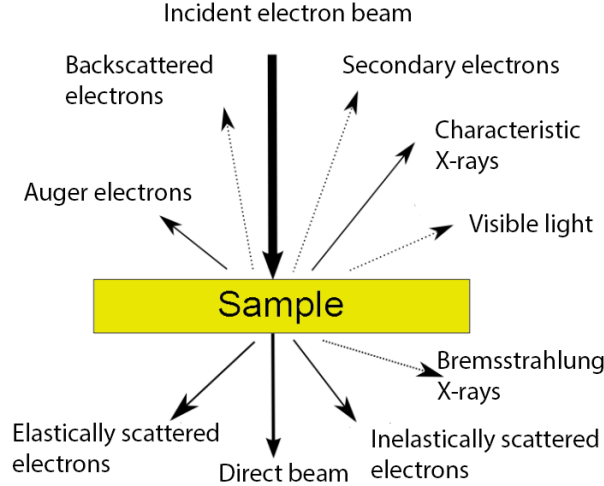 Incident electron beam
Backscattered
electrons
Secondary electrons
Characteristic
X-rays
Auger electrons
Visible light
Sample
Bremsstrahlung
X-rays
Elastically scattered
electrons
Direct beam
Inelastically scattered
electrons